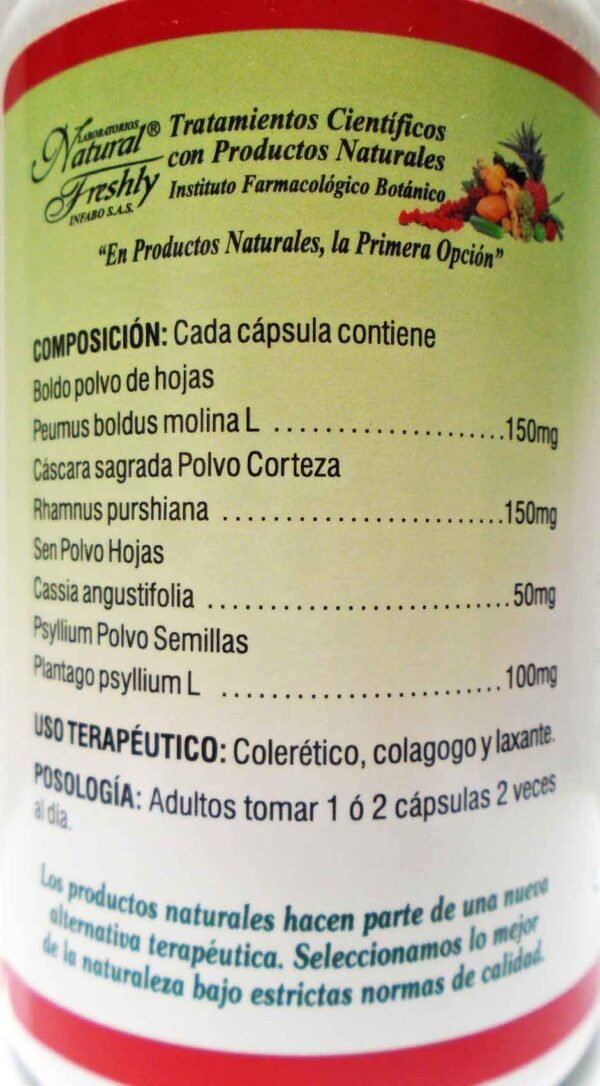 LABORATORIOS
Natural® Freshly
INFABO S.A.S.
Tratamientos Científicos
con Productos Naturales
Instituto Farmacológico Botánico
“En Productos Naturales, la Primera Opción”
COMPOSICIÓN: Cada cápsula contiene
Boldo polvo de hojas
Peumus boldus molina L .......................150mg
Cáscara sagrada Polvo Corteza
Rhamnus purshiana ...........................150mg
Sen Polvo Hojas
Cassia angustifolia .............................50mg
Psyllium Polvo Semillas
Plantago psyllium L ...........................100mg
USO TERAPÉUTICO: Colerético, colagogo y laxante.
POSOLOGÍA: Adultos tomar 1 ó 2 cápsulas 2 veces
al día.
Los productos naturales hacen parte de una nueva
alternativa terapéutica. Seleccionamos lo mejor
de la naturaleza bajo estrictas normas de calidad.